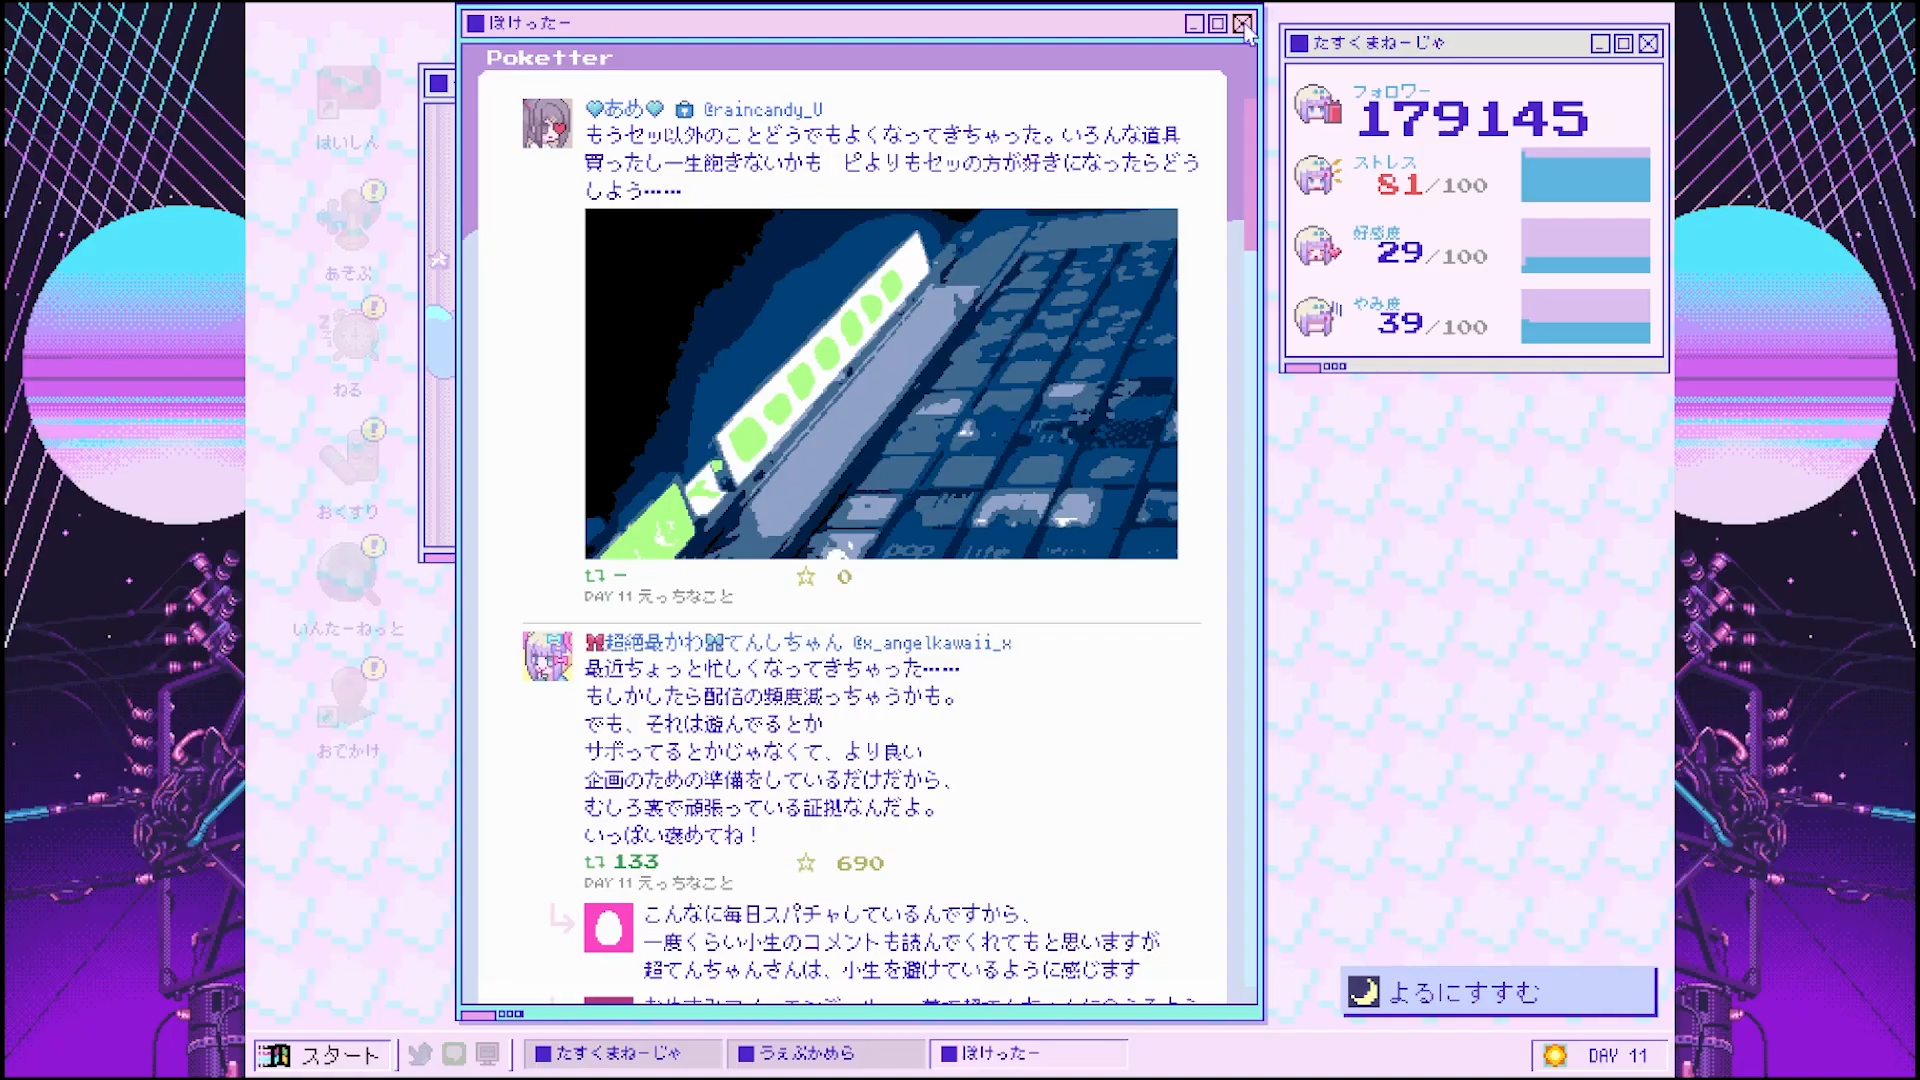 ぽけったー
Poketter
あめ @raincandy_U
もうセッ以外のことどうでもよくなってきちゃった。いろんな道具
買ったし一生飽きないかも ピよりもセッの方が好きになったらどう
しよう……
pop life
ー 0
DAY 11 えっちなこと
超絶最かわてんしちゃん @x_angelkawaii_x
最近ちょっと忙しくなってきちゃった……
もしかしたら配信の頻度減っちゃうかも。
でも、それは遊んでるとか
サボってるとかじゃなくて、より良い
企画のための準備をしているだけだから、
むしろ裏で頑張っている証拠なんだよ。
いっぱい褒めてね！
133 690
DAY 11 えっちなこと
こんなに毎日スパチャしているんですから、
一度くらい小生のコメントも読んでくれてもと思いますが
超てんちゃんさんは、小生を避けているように感じます
たすくまねーじゃ
フォロワー
179145
ストレス
81/100
好感度
29/100
やみ度
39/100
はいしん
あそぶ
ねる
おくすり
いんたーねっと
おでかけ
よるにすすむ
スタート
たすくまねーじゃ
うぇぶかめら
ぽけったー
DAY 11